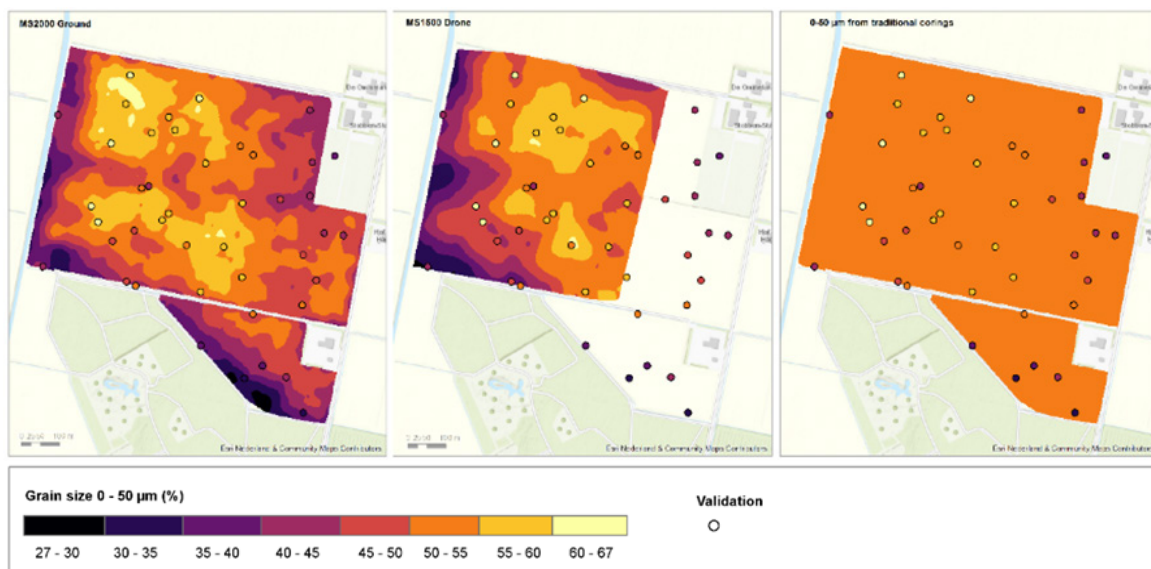 MS2000 Ground
MS1500 Drone
0-50 µm from traditional corings
100 m
Esri Nederland & Community Maps Contributors
100 m
Esri Nederland & Community Maps Contributors
Esri Nederland & Community Maps Contributors
Grain size 0 - 50 µm (%)
Validation
27 - 30
30 - 35
35 - 40
40 - 45
45 - 50
50 - 55
55 - 60
60 - 67